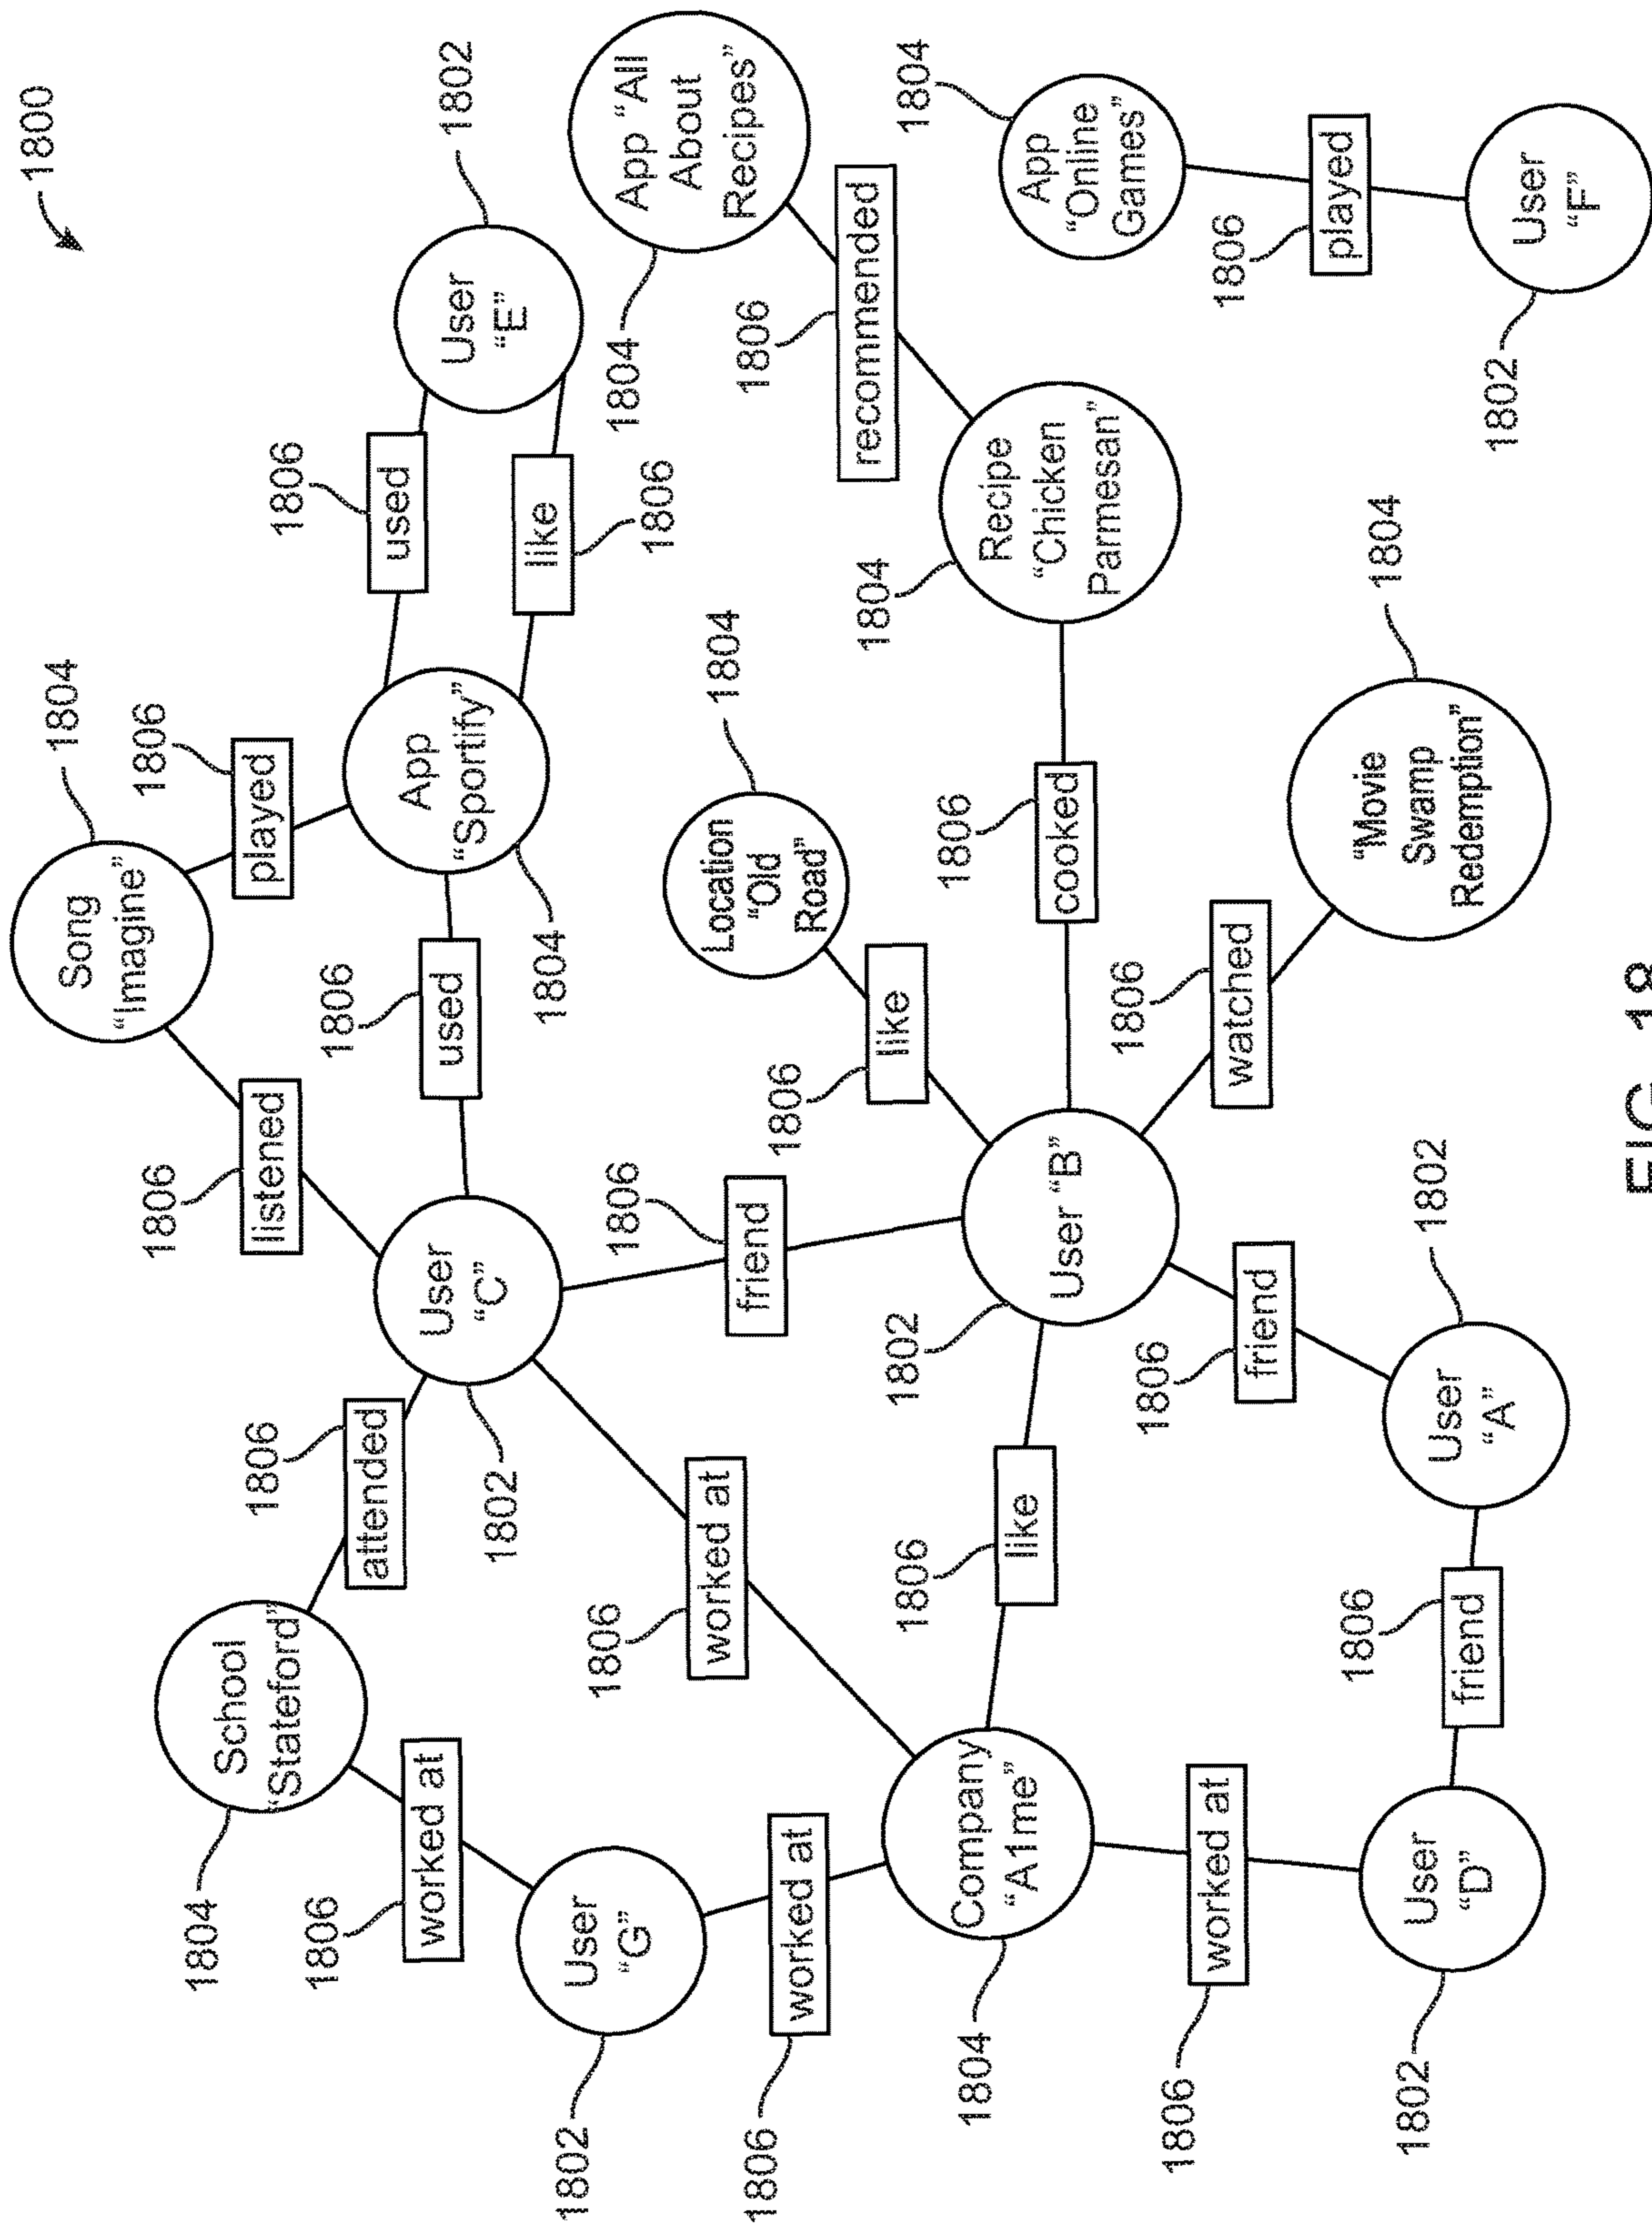 1800
1804
Song
"Imagine"
1806
listened
1806
played
1804
School
"Stateford"
1806
attended
1806
worked at
1802
User
"G"
1802
User
"C"
1806
used
1804
App
"Sportify"
1806
used
1806
like
1802
User
"E"
1806
worked at
1806
worked at
1806
friend
1806
like
1804
Location
"Old
Road"
1804
App "All
About
Recipes"
1806
recommended
1804
Company
"A1me"
1806
like
1802
User "B"
1806
cooked
1804
Recipe
"Chicken
Parmesan"
1804
App
"Online
Games"
1806
worked at
1806
friend
1806
watched
1806
played
1802
User
"D"
1806
friend
1802
User
"A"
1804
"Movie
Swamp
Redemption"
1802
User
"F"
FIG. 18